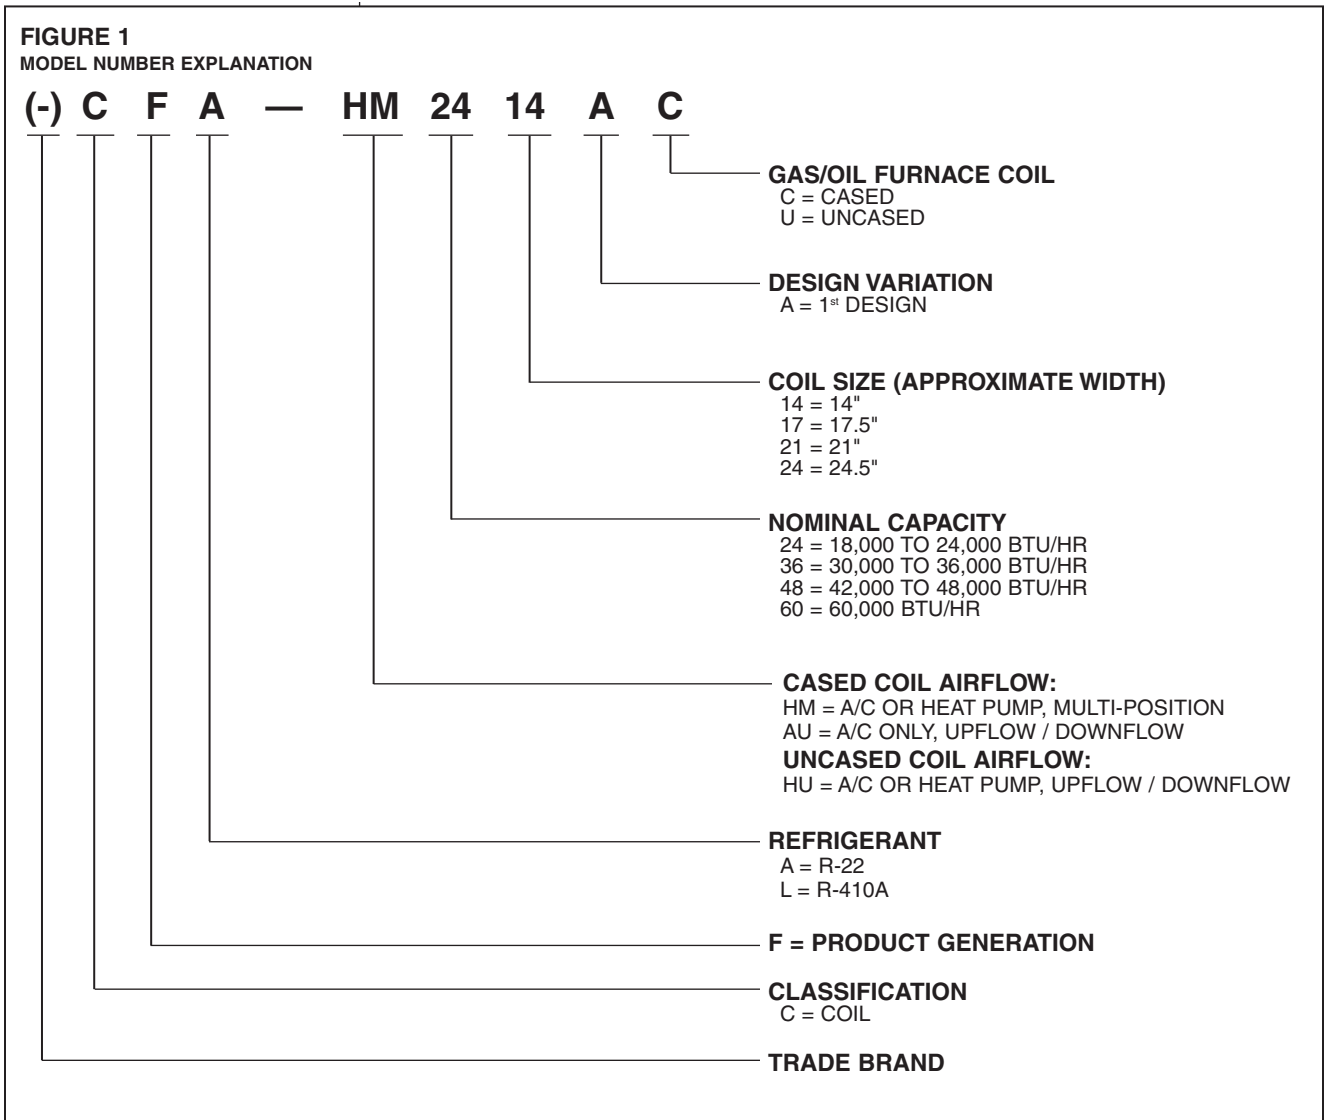 FIGURE 1
MODEL NUMBER EXPLANATION
(-) C F A — HM 24 14 A C
GAS/OIL FURNACE COIL
C = CASED
U = UNCASED
DESIGN VARIATION
A = 1st DESIGN
COIL SIZE (APPROXIMATE WIDTH)
14 = 14"
17 = 17.5"
21 = 21"
24 = 24.5"
NOMINAL CAPACITY
24 = 18,000 TO 24,000 BTU/HR
36 = 30,000 TO 36,000 BTU/HR
48 = 42,000 TO 48,000 BTU/HR
60 = 60,000 BTU/HR
CASED COIL AIRFLOW:
HM = A/C OR HEAT PUMP, MULTI-POSITION
AU = A/C ONLY, UPFLOW / DOWNFLOW
UNCASED COIL AIRFLOW:
HU = A/C OR HEAT PUMP, UPFLOW / DOWNFLOW
REFRIGERANT
A = R-22
L = R-410A
F = PRODUCT GENERATION
CLASSIFICATION
C = COIL
TRADE BRAND